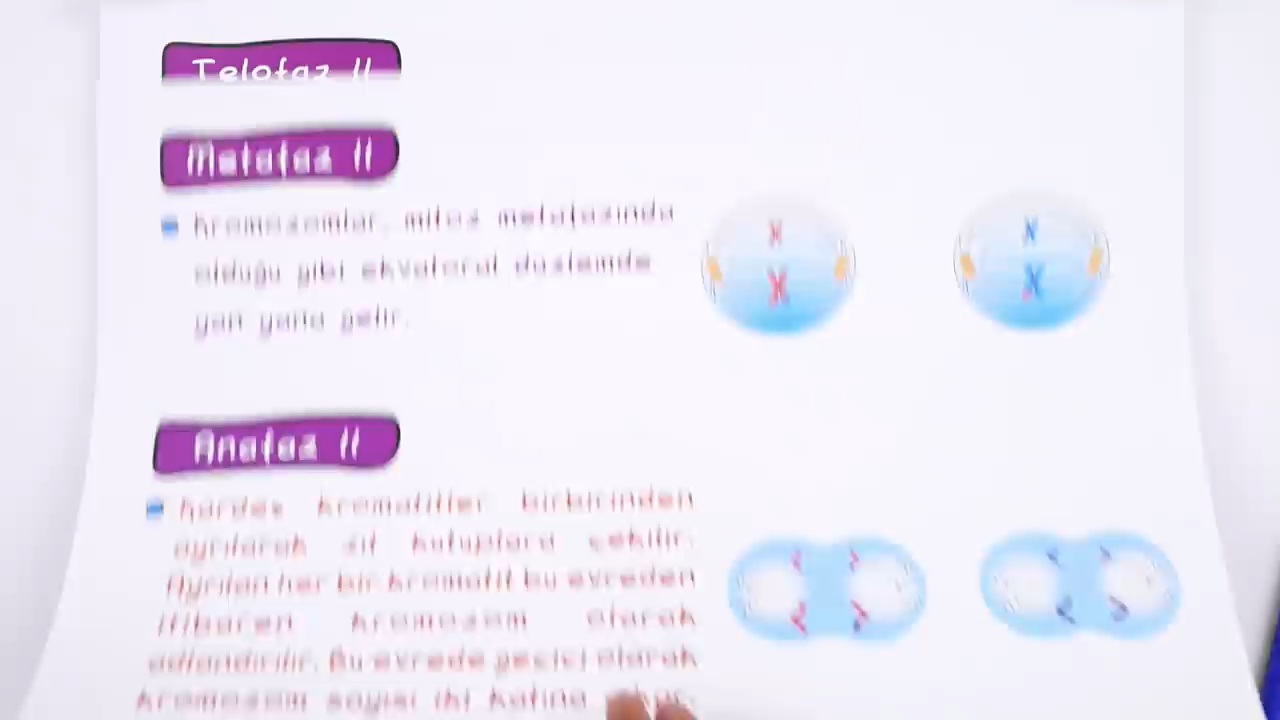 Telofaz II
Metafaz II
Kromozomlar, mitoz metafazında
olduğu gibi ekvatoral düzlemde
yan yana gelir.
Anafaz II
Kardeş kromatitler birbirinden
ayrılarak zıt kutuplara çekilir.
Ayrılan her bir kromatit bu evreden
itibaren kromozom olarak
adlandırılır. Bu evrede geçici olarak
kromozom sayısı iki katına